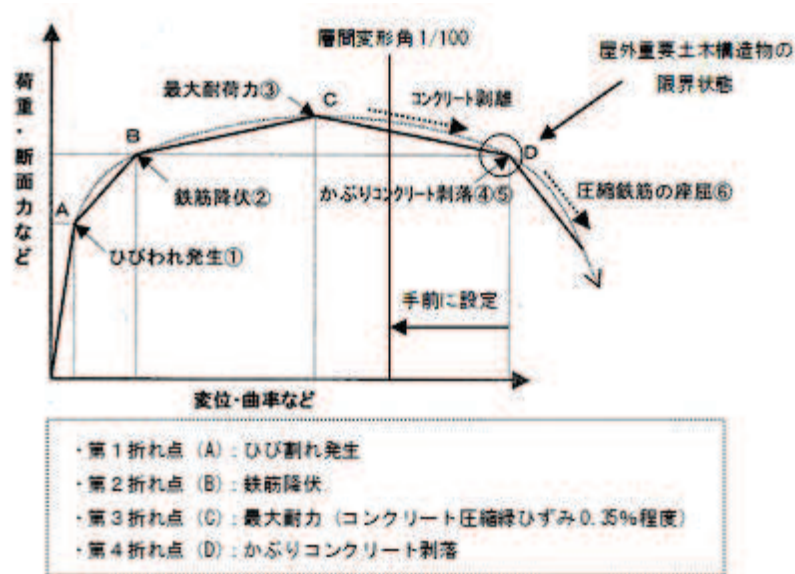 層間変形角1/100
屋外重要土木構造物の
限界状態
荷重・断面力など
最大耐荷力③
C
コンクリート剥離
B
D
鉄筋降伏②
かぶりコンクリート剥落④⑤
圧縮鉄筋の座屈⑥
A
ひびわれ発生①
手前に設定
変位・曲率など
・第1折れ点(A):ひび割れ発生
・第2折れ点(B):鉄筋降伏
・第3折れ点(C):最大耐力(コンクリート圧縮縁ひずみ0.35%程度)
・第4折れ点(D):かぶりコンクリート剥落